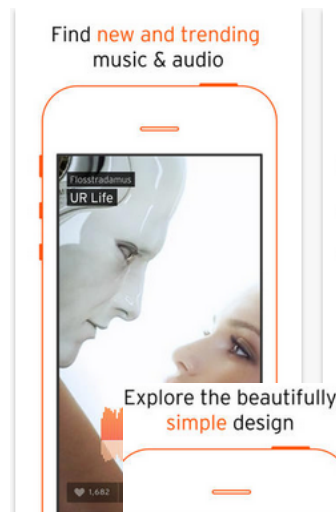 Find new and trending
music & audio
Flosstradamus
UR Life
1,682
Explore the beautifully
simple design